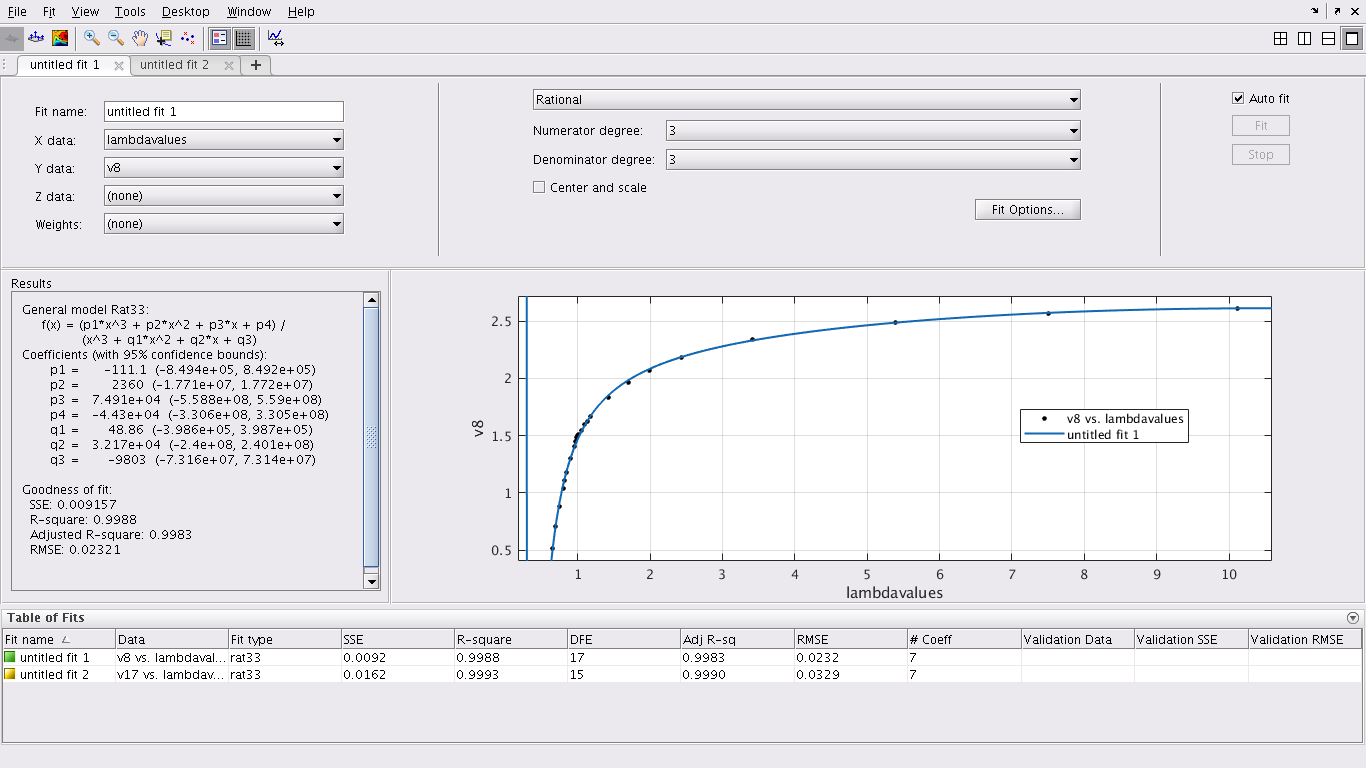 File Fit View Tools Desktop Window Help
untitled fit 1 untitled fit 2
Fit name: untitled fit 1
X data: lambdavalues
Y data: v8
Z data: (none)
Weights: (none)
Rational
Numerator degree: 3
Denominator degree: 3
Center and scale
Fit Options...
Auto fit
Fit
Stop
Results
General model Rat33:
f(x) = (p1*x^3 + p2*x^2 + p3*x + p4) /
(x^3 + q1*x^2 + q2*x + q3)
Coefficients (with 95% confidence bounds):
p1 = -111.1 (-8.494e+05, 8.492e+05)
p2 = 2360 (-1.771e+07, 1.772e+07)
p3 = 7.491e+04 (-5.588e+08, 5.59e+08)
p4 = -4.43e+04 (-3.306e+08, 3.305e+08)
q1 = 48.86 (-3.986e+05, 3.987e+05)
q2 = 3.217e+04 (-2.4e+08, 2.401e+08)
q3 = -9803 (-7.316e+07, 7.314e+07)
Goodness of fit:
SSE: 0.009157
R-square: 0.9988
Adjusted R-square: 0.9983
RMSE: 0.02321
v8
2.5
2
1.5
1
0.5
1 2 3 4 5 6 7 8 9 10
lambdavalues
v8 vs. lambdavalues
untitled fit 1
Table of Fits
Fit name Data Fit type SSE R-square DFE Adj R-sq RMSE # Coeff Validation Data Validation SSE Validation RMSE
untitled fit 1 v8 vs. lambdaval... rat33 0.0092 0.9988 17 0.9983 0.0232 7
untitled fit 2 v17 vs. lambdav... rat33 0.0162 0.9993 15 0.9990 0.0329 7